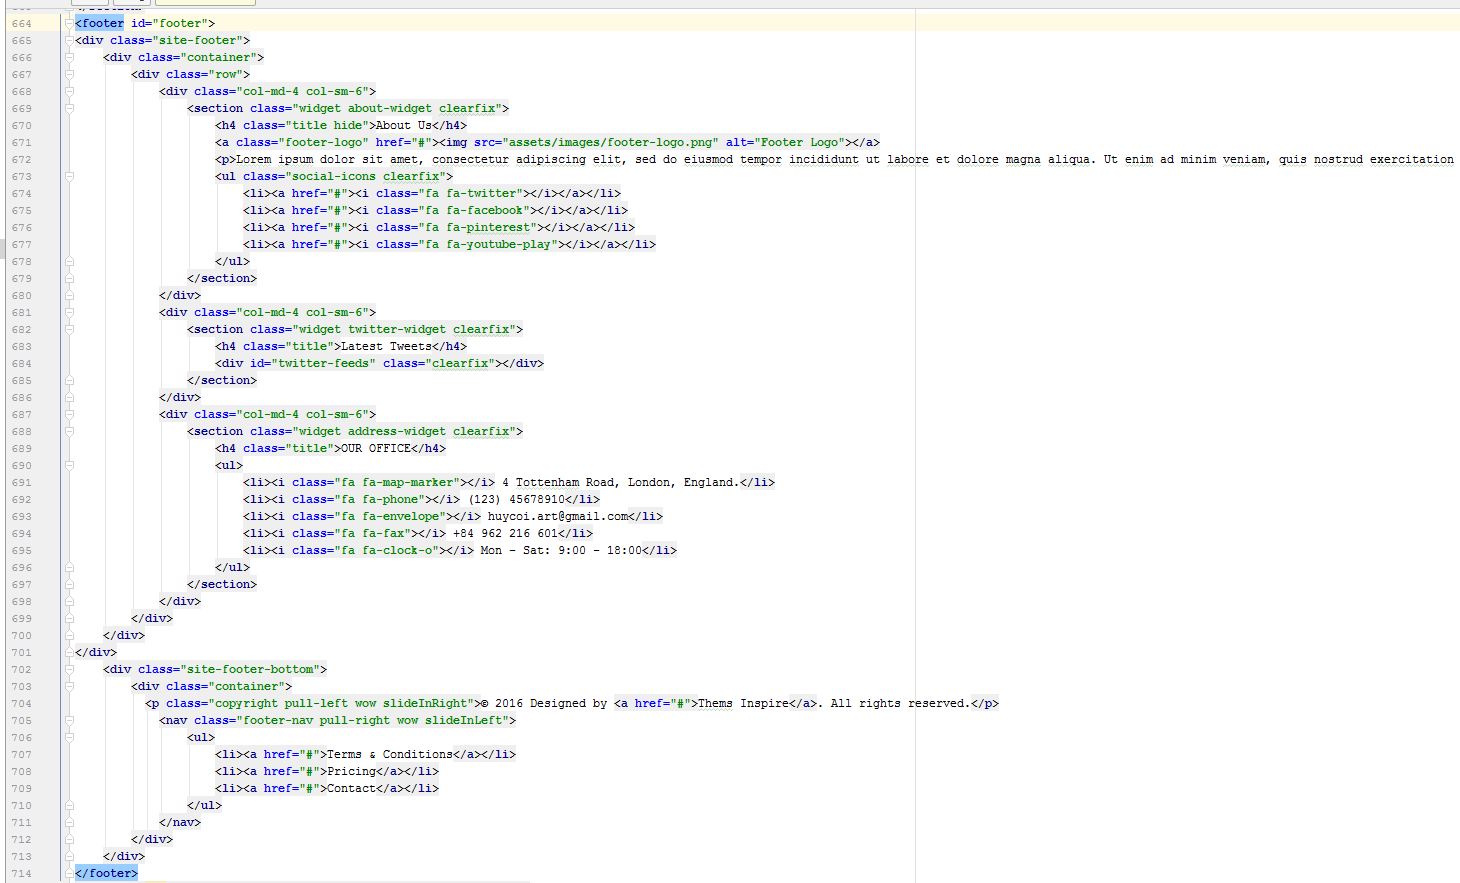 664 <footer id="footer">
665 <div class="site-footer">
666 <div class="container">
667 <div class="row">
668 <div class="col-md-4 col-sm-6">
669 <section class="widget about-widget clearfix">
670 <h4 class="title hide">About Us</h4>
671 <a class="footer-logo" href="#"><img src="assets/images/footer-logo.png" alt="Footer Logo"></a>
672 <p>Lorem ipsum dolor sit amet, consectetur adipiscing elit, sed do eiusmod tempor incididunt ut labore et dolore magna aliqua. Ut enim ad minim veniam, quis nostrud exercitation
673 <ul class="social-icons clearfix">
674 <li><a href="#"><i class="fa fa-twitter"></i></a></li>
675 <li><a href="#"><i class="fa fa-facebook"></i></a></li>
676 <li><a href="#"><i class="fa fa-pinterest"></i></a></li>
677 <li><a href="#"><i class="fa fa-youtube-play"></i></a></li>
678 </ul>
679 </section>
680 </div>
681 <div class="col-md-4 col-sm-6">
682 <section class="widget twitter-widget clearfix">
683 <h4 class="title">Latest Tweets</h4>
684 <div id="twitter-feeds" class="clearfix"></div>
685 </section>
686 </div>
687 <div class="col-md-4 col-sm-6">
688 <section class="widget address-widget clearfix">
689 <h4 class="title">OUR OFFICE</h4>
690 <ul>
691 <li><i class="fa fa-map-marker"></i> 4 Tottenham Road, London, England.</li>
692 <li><i class="fa fa-phone"></i> (123) 45678910</li>
693 <li><i class="fa fa-envelope"></i> huycoi.art@gmail.com</li>
694 <li><i class="fa fa-fax"></i> +84 962 216 601</li>
695 <li><i class="fa fa-clock-o"></i> Mon - Sat: 9:00 - 18:00</li>
696 </ul>
697 </section>
698 </div>
699 </div>
700 </div>
701 </div>
702 <div class="site-footer-bottom">
703 <div class="container">
704 <p class="copyright pull-left wow slideInRight">© 2016 Designed by <a href="#">Thems Inspire</a>. All rights reserved.</p>
705 <nav class="footer-nav pull-right wow slideInLeft">
706 <ul>
707 <li><a href="#">Terms & Conditions</a></li>
708 <li><a href="#">Pricing</a></li>
709 <li><a href="#">Contact</a></li>
710 </ul>
711 </nav>
712 </div>
713 </div>
714 </footer>